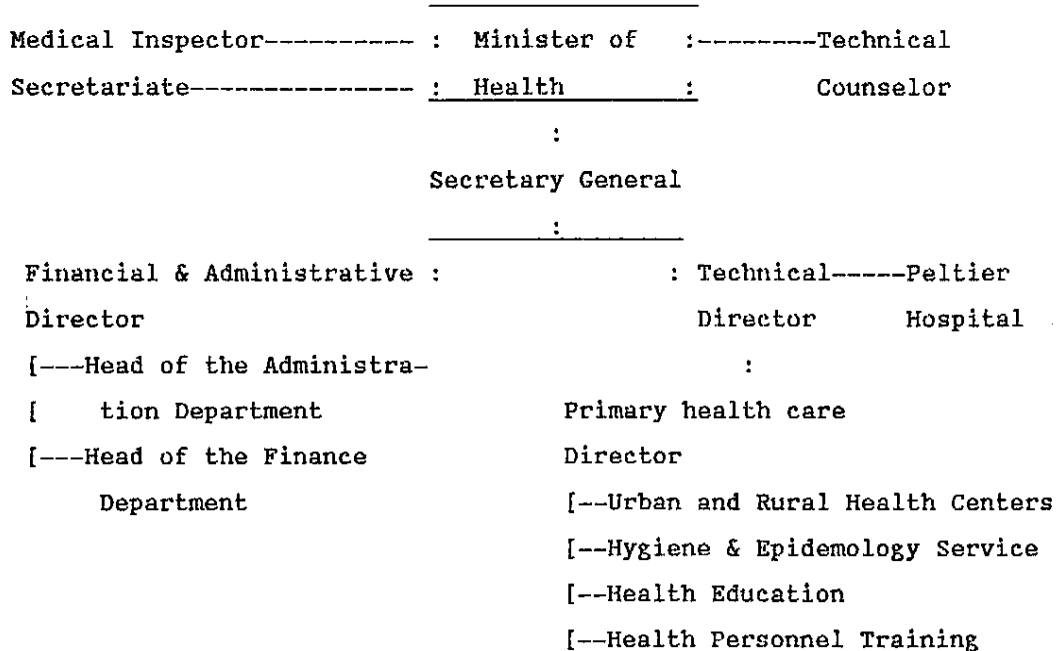 Medical Inspector---------- : Minister of :--------Technical
Secretariate--------------- : Health : Counselor
:
Secretary General
:
Financial & Administrative : : Technical-----Peltier
Director Director Hospital
[---Head of the Administra-
:
[ tion Department Primary health care
[---Head of the Finance Director
Department [--Urban and Rural Health Centers
[--Hygiene & Epidemology Service
[--Health Education
[--Health Personnel Training